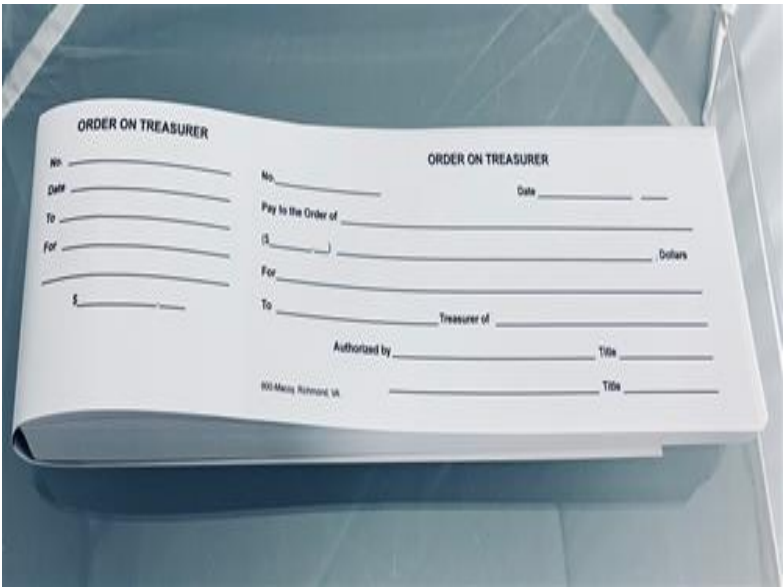 ORDER ON TREASURER
No.
Date
To
For
$
ORDER ON TREASURER
No.
Date
Pay to the Order of
($ ) Dollars
For
To Treasurer of
Authorized by Title
Title
Macoy, Richmond, VA